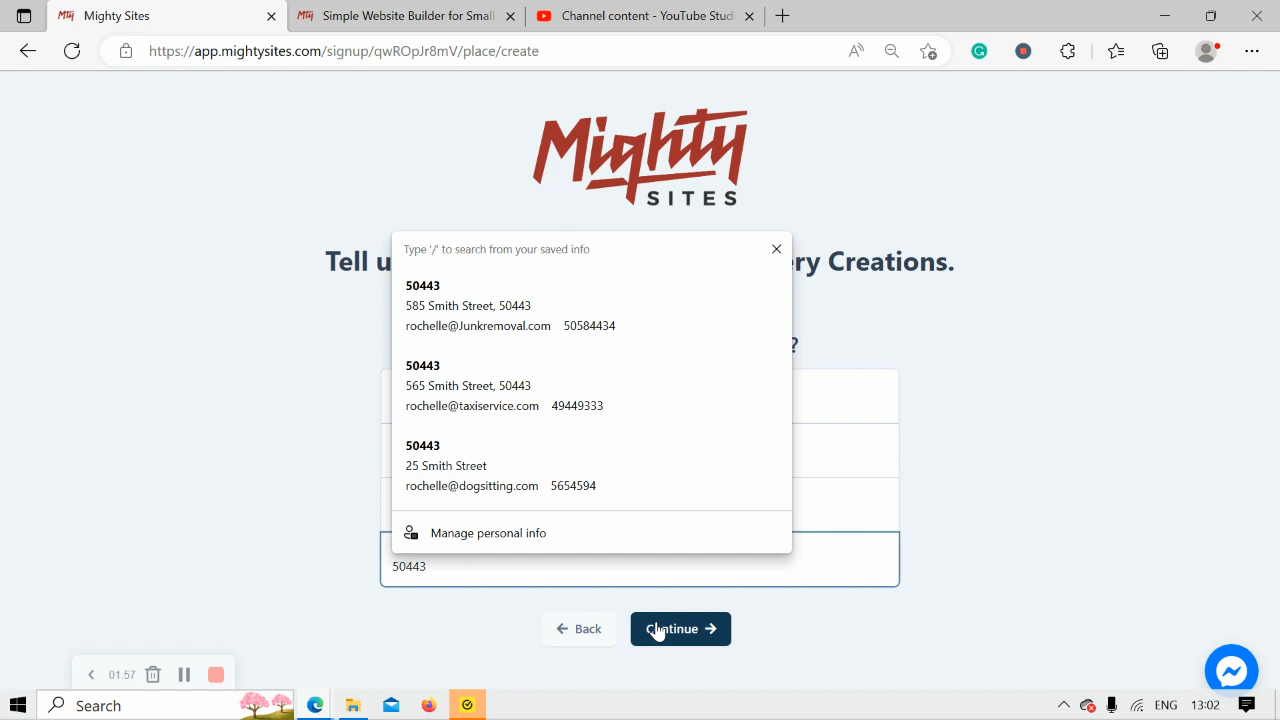 Mighty Sites
Simple Website Builder for Small
Channel content - YouTube Studi
https://app.mightysites.com/signup/qwROpJr8mV/place/create
Mighty
SITES
Tell u
ry Creations.
Type '/' to search from your saved info
50443
585 Smith Street, 50443
rochelle@Junkremoval.com 50584434
?
50443
565 Smith Street, 50443
rochelle@taxiservice.com 49449333
50443
25 Smith Street
rochelle@dogsitting.com 5654594
Manage personal info
50443
Back
Continue
01:57
Search
ENG
13:02